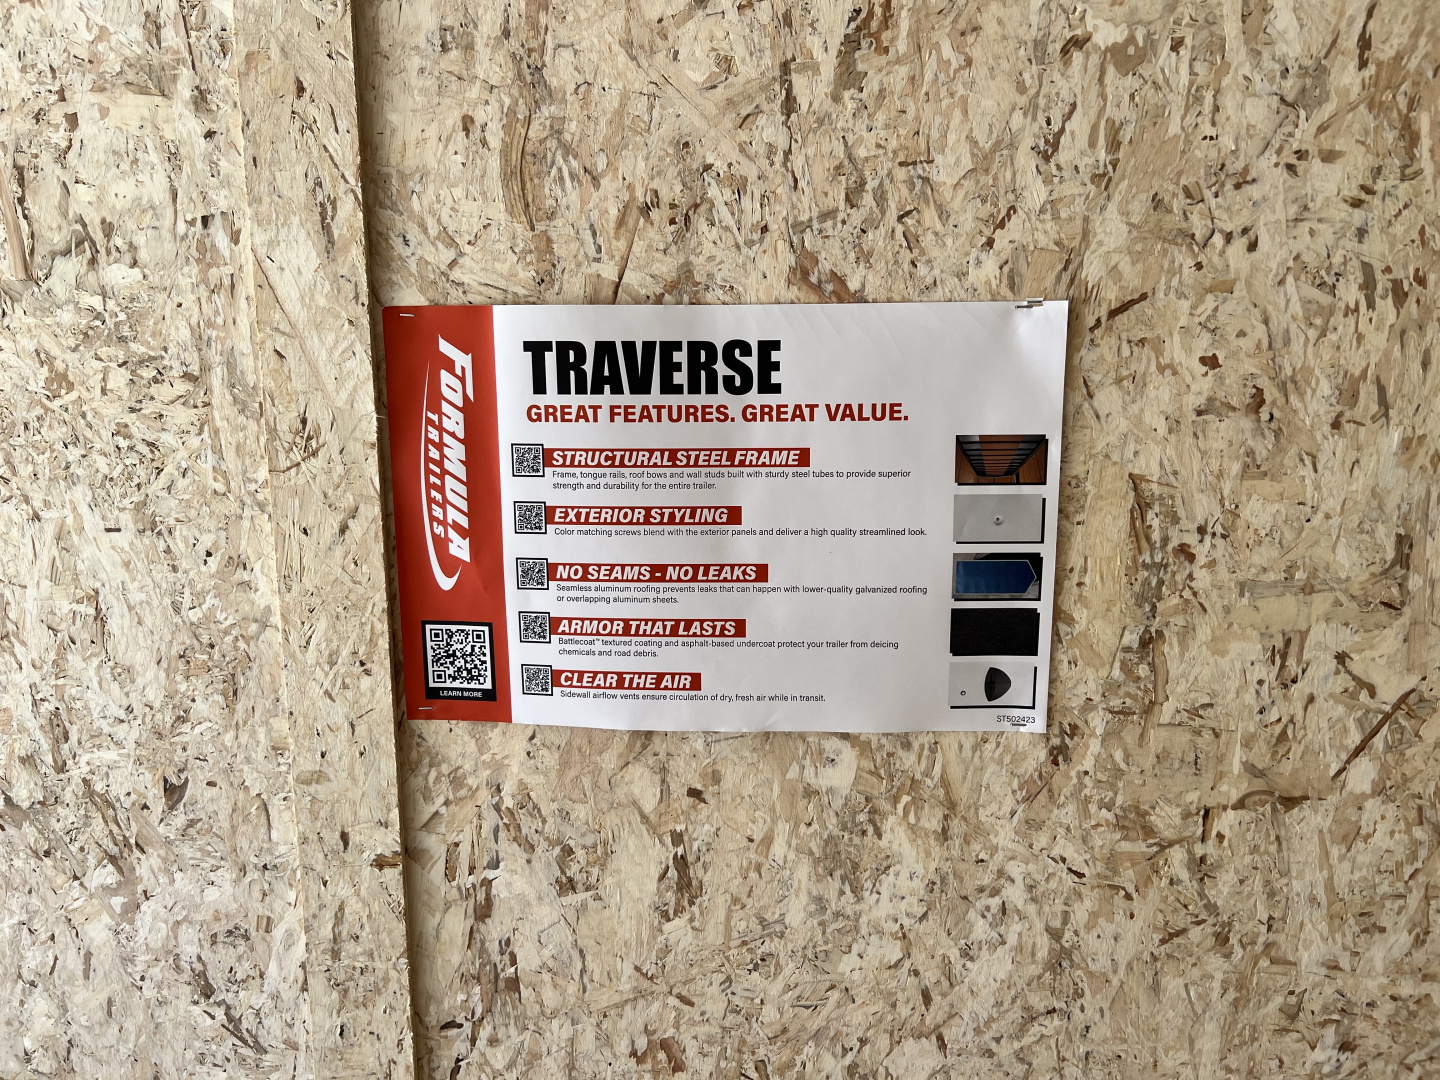 FORMULA
TRAILERS
LEARN MORE
TRAVERSE
GREAT FEATURES. GREAT VALUE.
STRUCTURAL STEEL FRAME
Frame, tongue rails, roof bows and wall studs built with sturdy steel tubes to provide superior
strength and durability for the entire trailer.
EXTERIOR STYLING
Color matching screws blend with the exterior panels and deliver a high quality streamlined look.
NO SEAMS - NO LEAKS
Seamless aluminum roofing prevents leaks that can happen with lower-quality galvanized roofing
or overlapping aluminum sheets.
ARMOR THAT LASTS
Battlecoat™ textured coating and asphalt-based undercoat protect your trailer from deicing
chemicals and road debris.
CLEAR THE AIR
Sidewall airflow vents ensure circulation of dry, fresh air while in transit.
ST502423